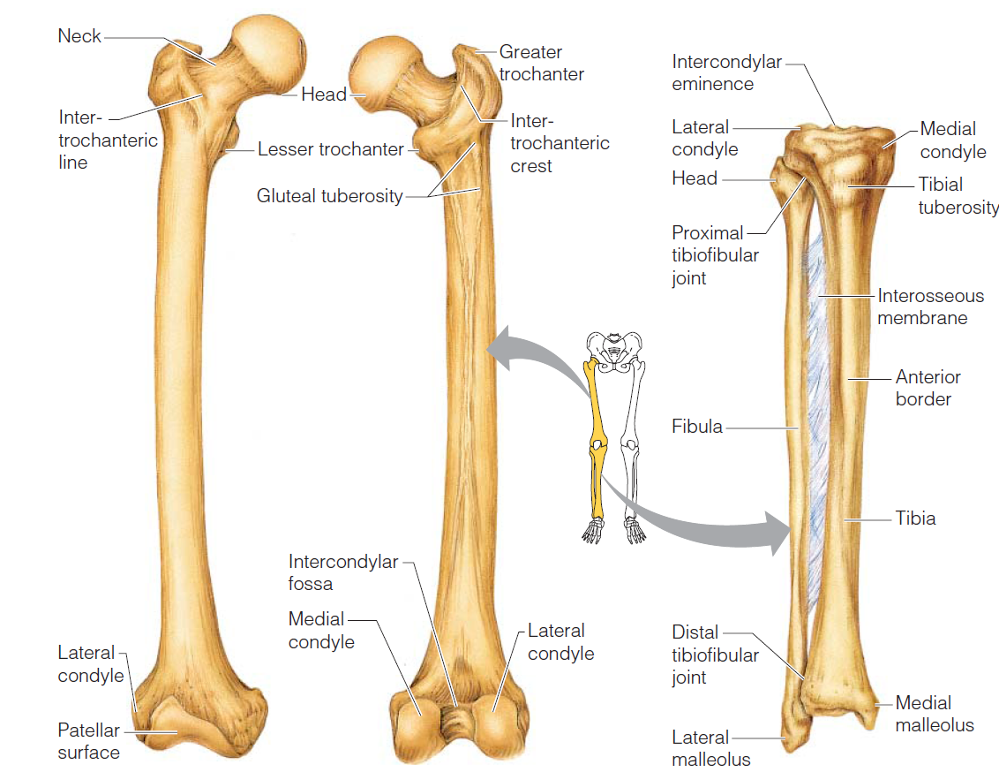 Neck
Inter-
trochanteric
line
Head
Lesser trochanter
Gluteal tuberosity
Greater
trochanter
Inter-
trochanteric
crest
Intercondylar
fossa
Medial
condyle
Lateral
condyle
Lateral
condyle
Patellar
surface
Intercondylar
eminence
Lateral
condyle
Head
Proximal
tibiofibular
joint
Medial
condyle
Tibial
tuberosity
Interosseous
membrane
Anterior
border
Fibula
Tibia
Distal
tibiofibular
joint
Medial
malleolus
Lateral
malleolus